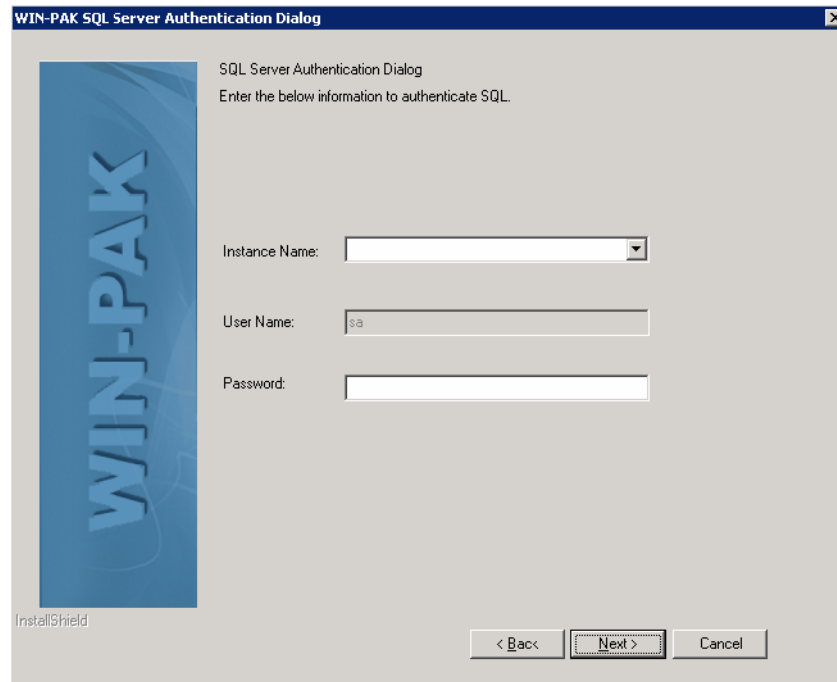 WIN-PAK SQL Server Authentication Dialog
SQL Server Authentication Dialog
Enter the below information to authenticate SQL.
WIN-PAK
Instance Name:
User Name:
sa
Password:
InstallShield
< Back
Next >
Cancel